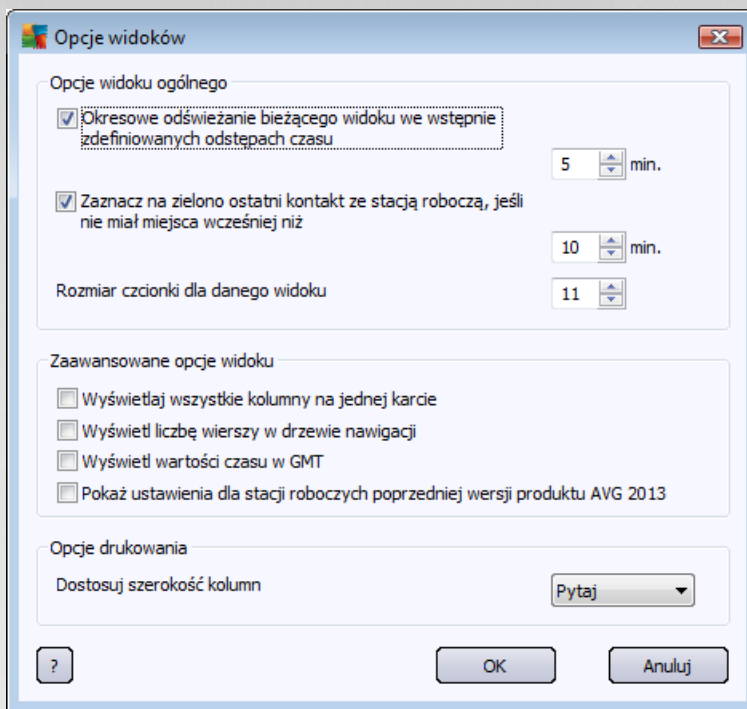 Opcje widoków
Opcje widoku ogólnego
Okresowe odświeżanie bieżącego widoku we wstępnie
zdefiniowanych odstępach czasu
5 min.
Zaznacz na zielono ostatni kontakt ze stacją roboczą, jeśli
nie miał miejsca wcześniej niż
10 min.
Rozmiar czcionki dla danego widoku 11
Zaawansowane opcje widoku
Wyświetlaj wszystkie kolumny na jednej karcie
Wyświetl liczbę wierszy w drzewie nawigacji
Wyświetl wartości czasu w GMT
Pokaż ustawienia dla stacji roboczych poprzedniej wersji produktu AVG 2013
Opcje drukowania
Dostosuj szerokość kolumn Pytaj
? OK Anuluj